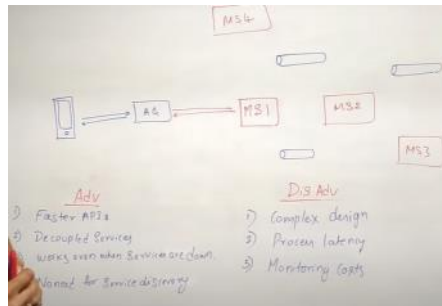 MS4
AG
MS1
MS2
MS3
Adv
1) Faster APIs
2) Decoupled Services
works even when Services are down.
No need for Service discovery
Dis Adv
1) Complex design
2) Process latency
3) Monitoring costs